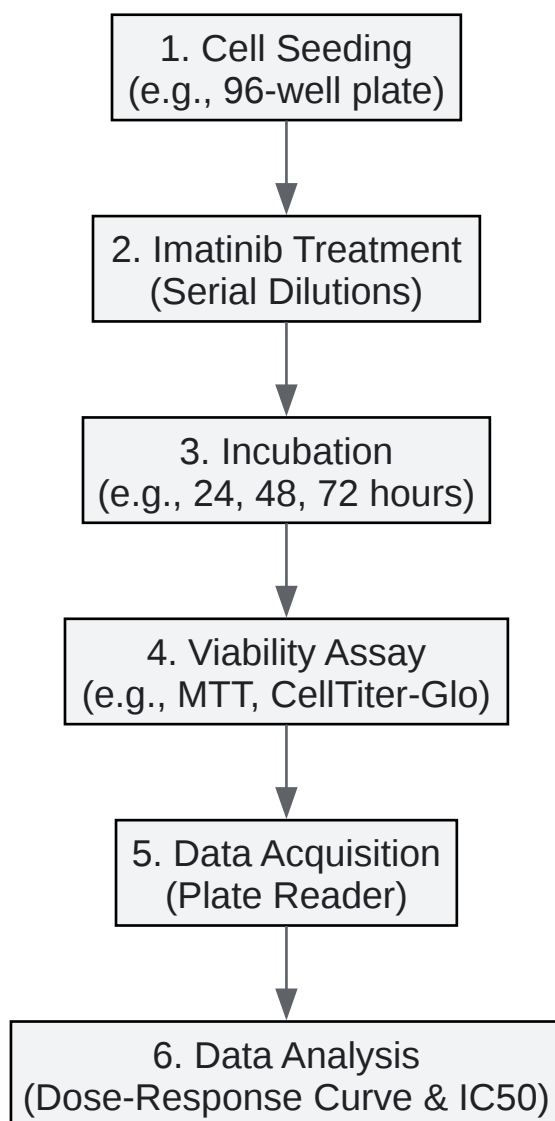 1. Cell Seeding
(e.g., 96-well plate)
2. Imatinib Treatment
(Serial Dilutions)
3. Incubation
(e.g., 24, 48, 72 hours)
4. Viability Assay
(e.g., MTT, CellTiter-Glo)
5. Data Acquisition
(Plate Reader)
6. Data Analysis
(Dose-Response Curve & IC50)